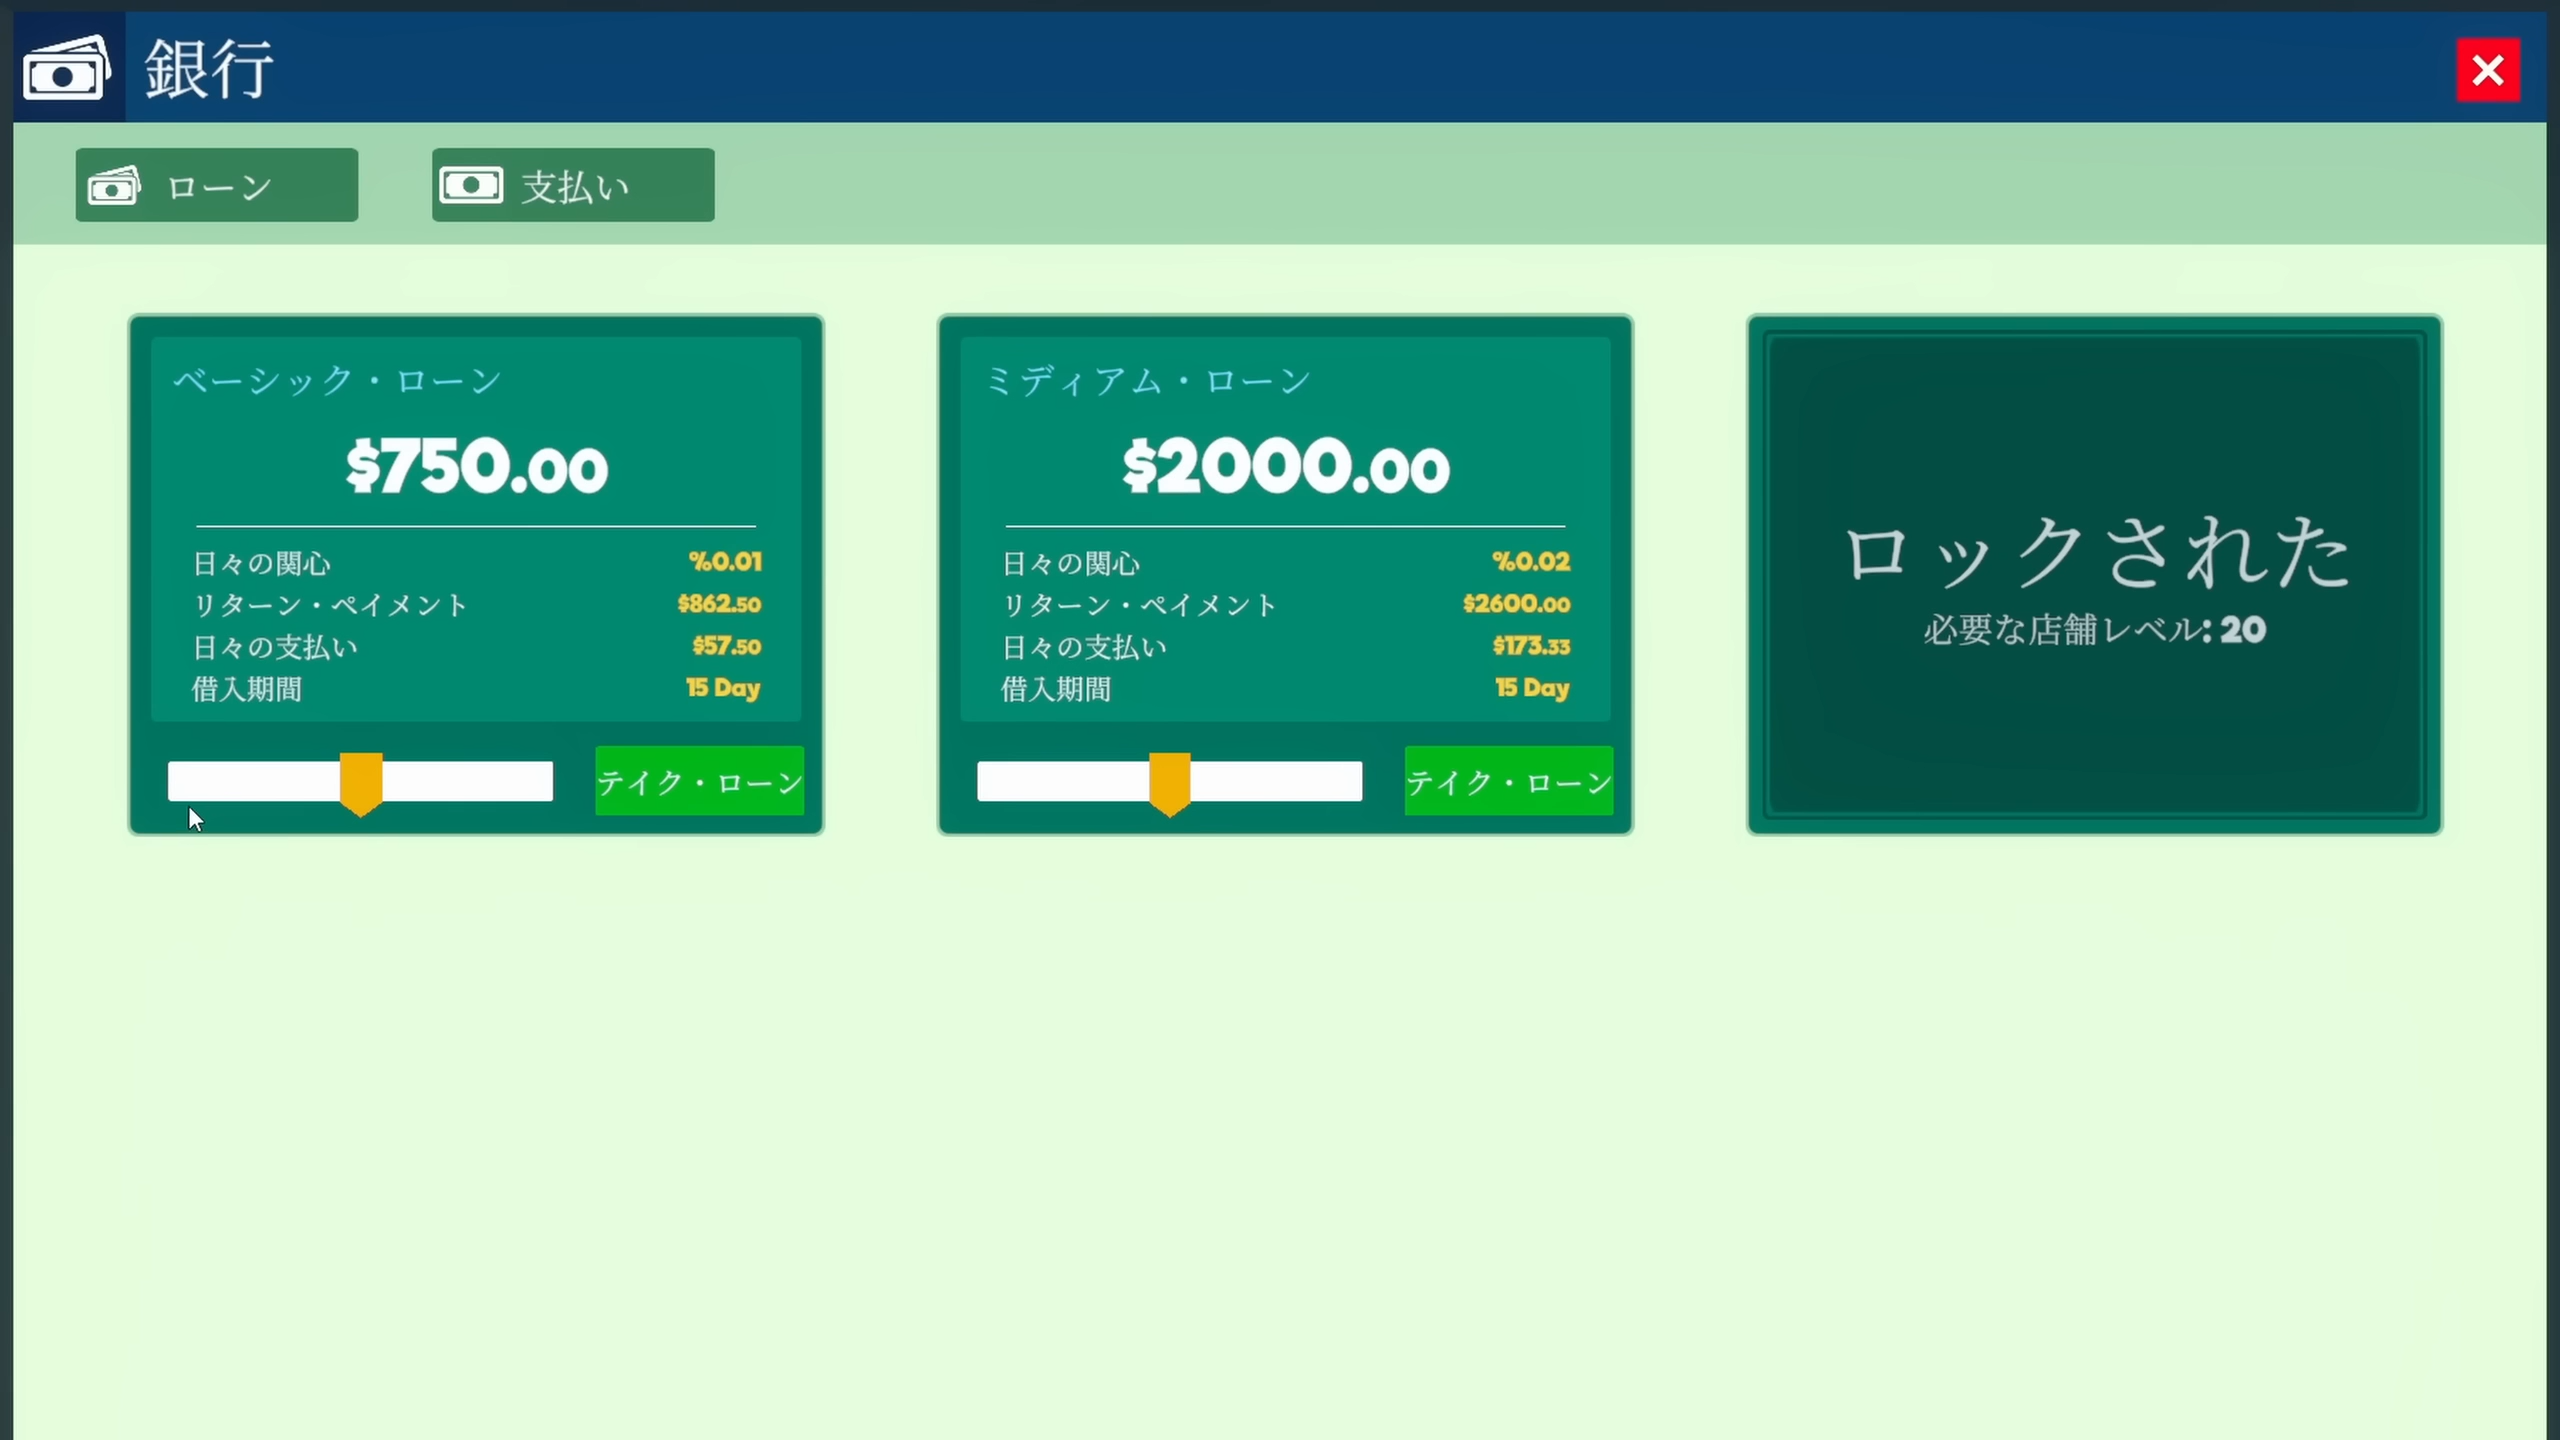 銀行
ローン
支払い
ベーシック・ローン
$750.00
日々の関心 %0.01
リターン・ペイメント $862.50
日々の支払い $57.50
借入期間 15 Day
テイク・ローン
ミディアム・ローン
$2000.00
日々の関心 %0.02
リターン・ペイメント $2600.00
日々の支払い $173.33
借入期間 15 Day
テイク・ローン
ロックされた
必要な店舗レベル: 20